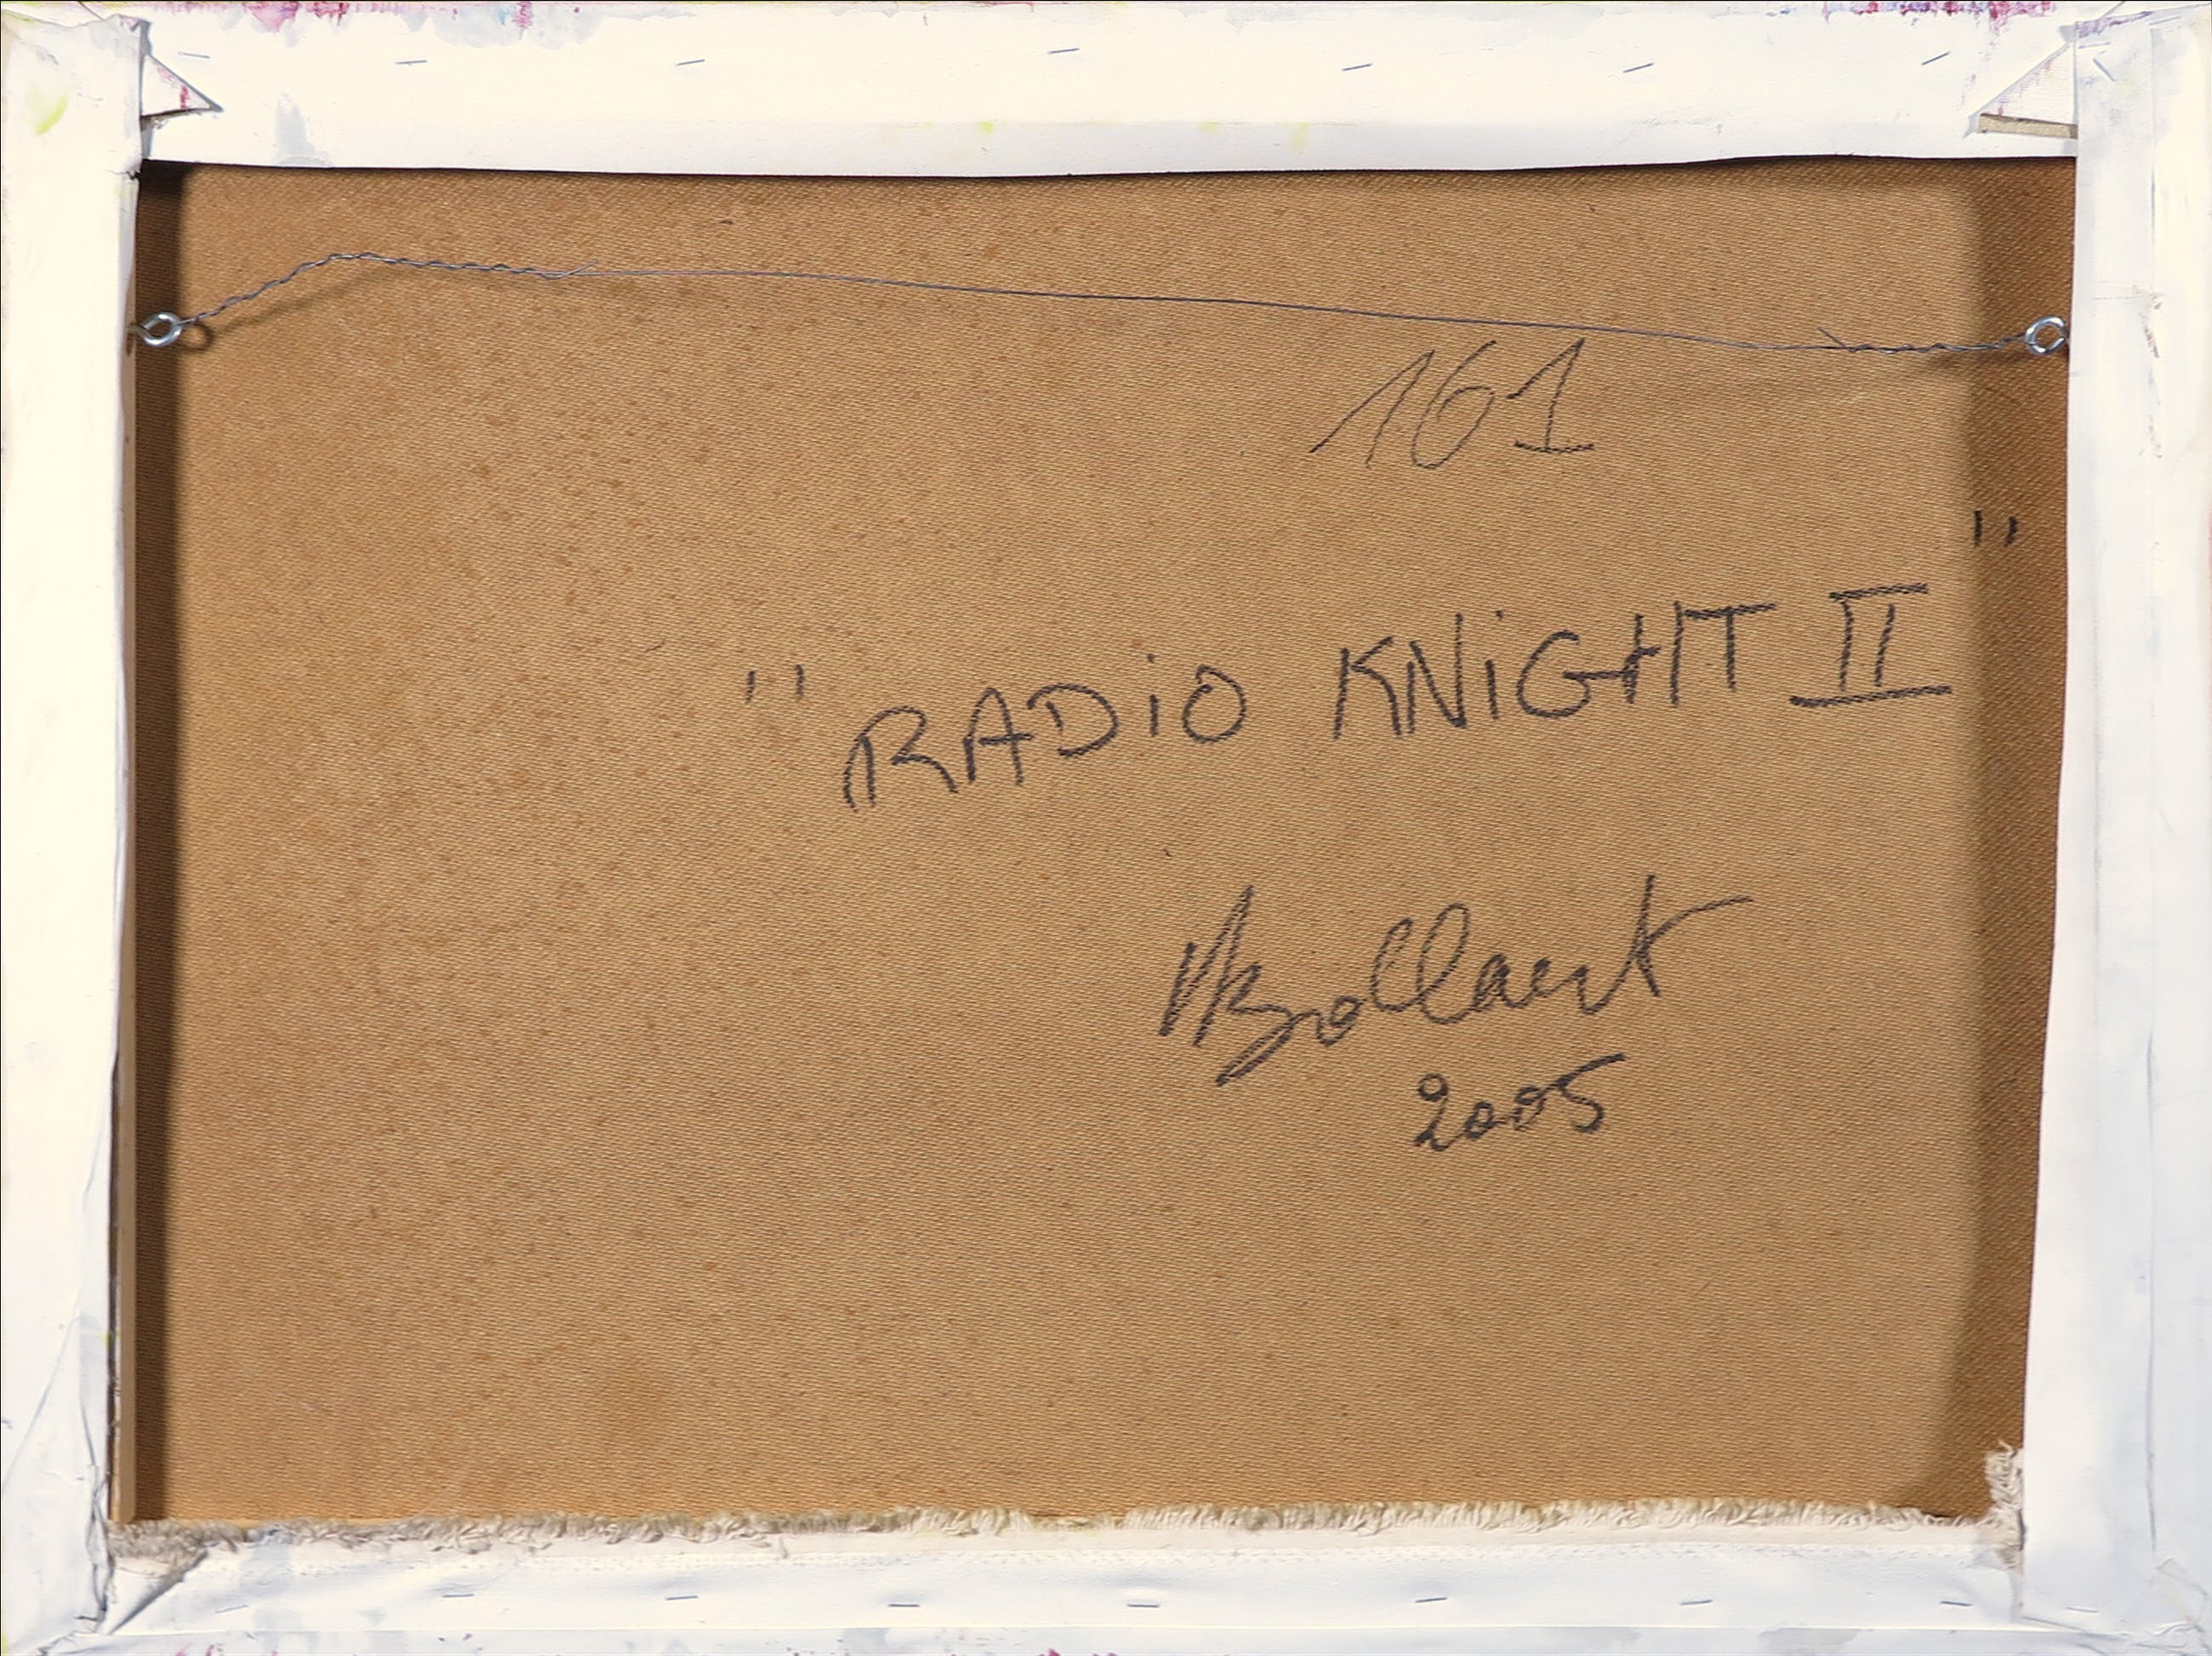 161
"RADiO KNiGHT II"
Bollaert
2005